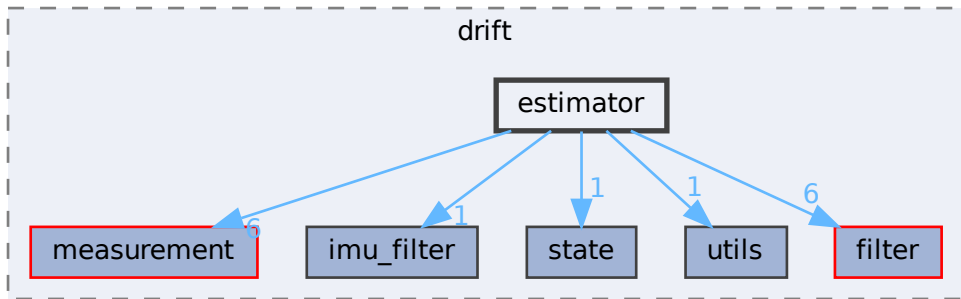 drift
estimator
6
1
1
1
6
measurement
imu_filter
state
utils
filter